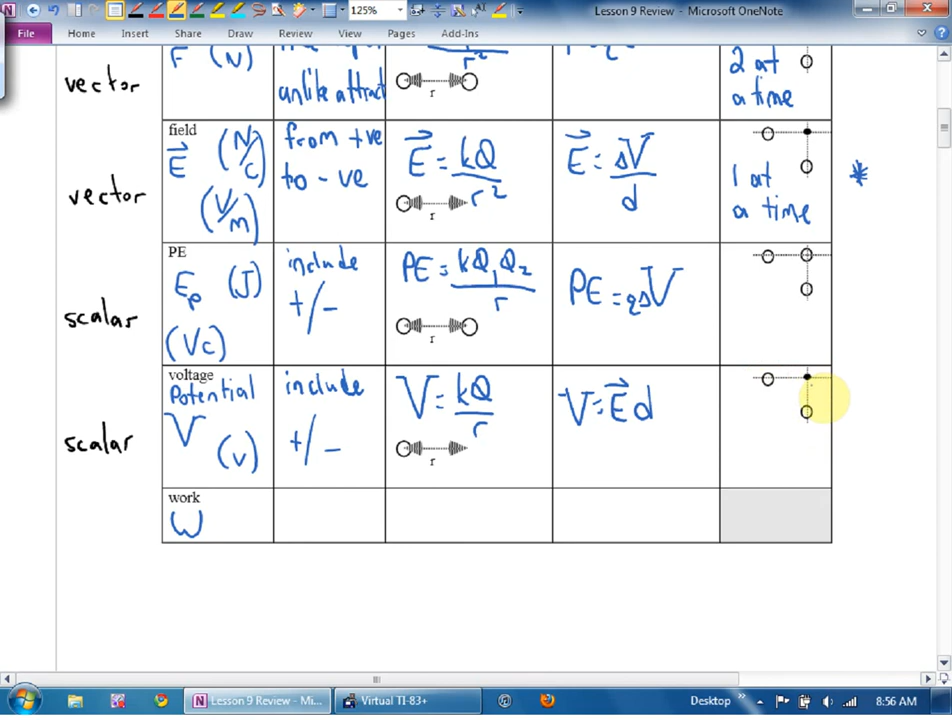 125%
Lesson 9 Review - Microsoft OneNote
File Home Insert Share Draw Review View Pages Add-Ins
vector
F (N)
unlike attract
r²
r
2 at
a time
vector
field
E⃗ (N/C)
(V/m)
from +ve
to - ve
E⃗ = kQ/r²
r
E⃗ = ΔV/d
1 at
a time
*
scalar
PE
Ep (J)
(VC)
include
+/-
PE = kQ₁Q₂/r
r
PE = qΔV
scalar
voltage
Potential
V (V)
include
+/-
V = kQ/r
r
V = E⃗d
work
W
Lesson 9 Review - Mi...
Virtual TI-83+
Desktop
8:56 AM